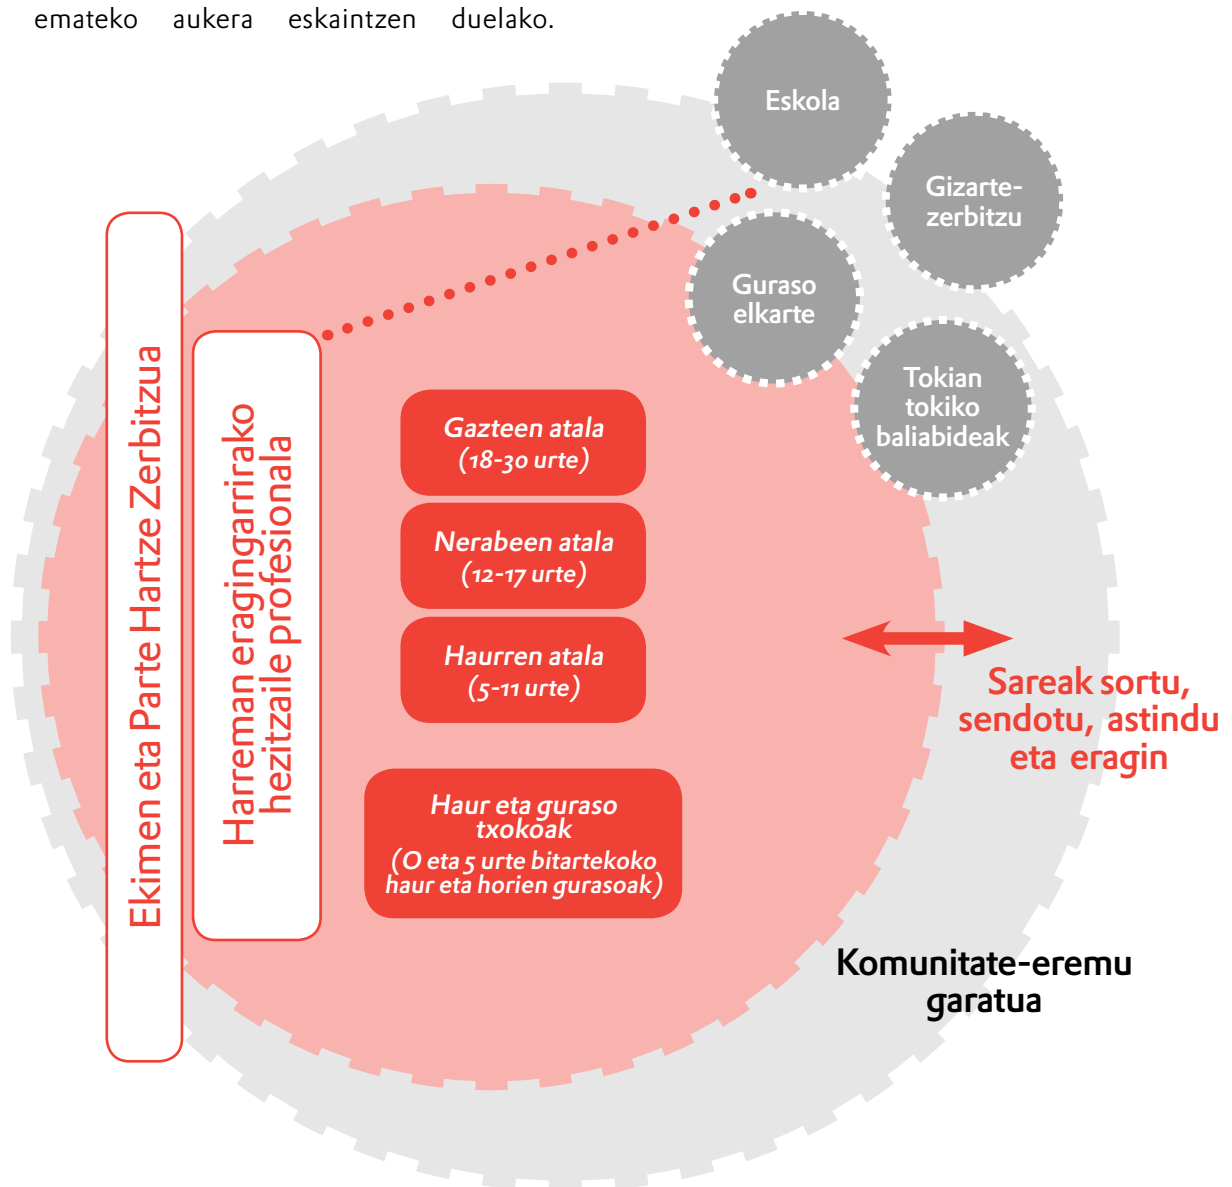 emateko aukera eskaintzen duelako.
Eskola
Gizarte-
zerbitzu
Guraso
elkarte
Tokian
tokiko
baliabideak
Ekimen eta Parte Hartze Zerbitzua
Harreman eragingarrirako
hezitzaile profesionala
Gazteen atala
(18-30 urte)
Nerabeen atala
(12-17 urte)
Haurren atala
(5-11 urte)
Haur eta guraso
txokoak
(O eta 5 urte bitartekoko
haur eta horien gurasoak)
Sareak sortu,
sendotu, astindu
eta eragin
Komunitate-eremu
garatua